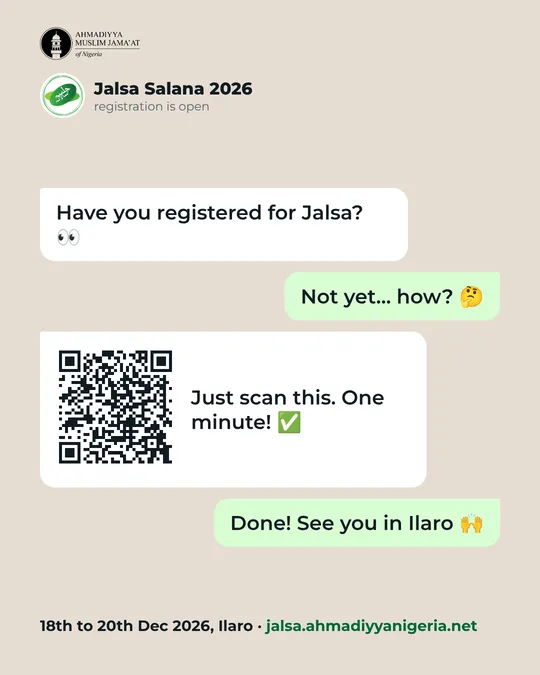 AHMADIYYA
MUSLIM JAMA'AT
of Nigeria
Jalsa Salana 2026
registration is open
Have you registered for Jalsa?
👀
Not yet... how? 🤔
Just scan this. One
minute! ✅
Done! See you in Ilaro 🙌
18th to 20th Dec 2026, Ilaro · jalsa.ahmadiyyanigeria.net